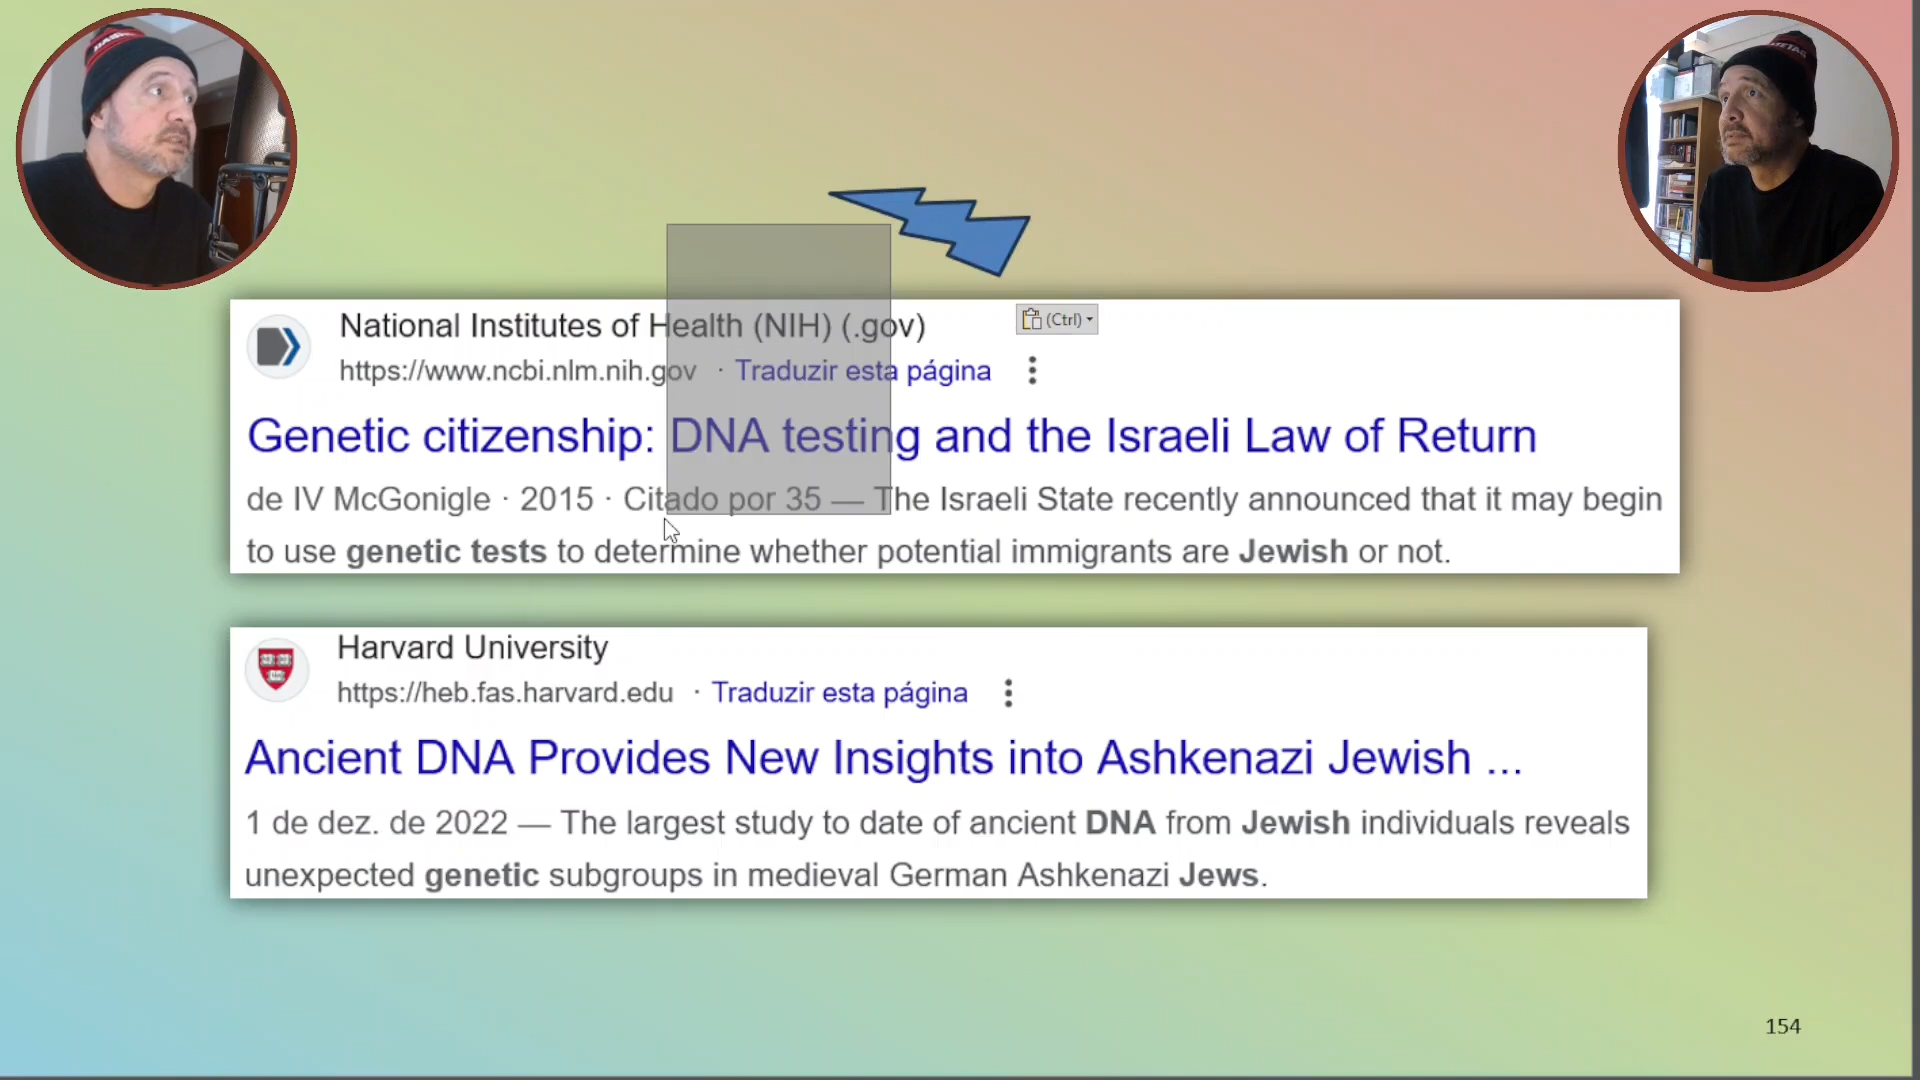 National Institutes of Health (NIH) (.gov)
(Ctrl)
https://www.ncbi.nlm.nih.gov · Traduzir esta página
Genetic citizenship: DNA testing and the Israeli Law of Return
de IV McGonigle · 2015 · Citado por 35 — The Israeli State recently announced that it may begin
to use genetic tests to determine whether potential immigrants are Jewish or not.
Harvard University
https://heb.fas.harvard.edu · Traduzir esta página
Ancient DNA Provides New Insights into Ashkenazi Jewish ...
1 de dez. de 2022 — The largest study to date of ancient DNA from Jewish individuals reveals
unexpected genetic subgroups in medieval German Ashkenazi Jews.
154